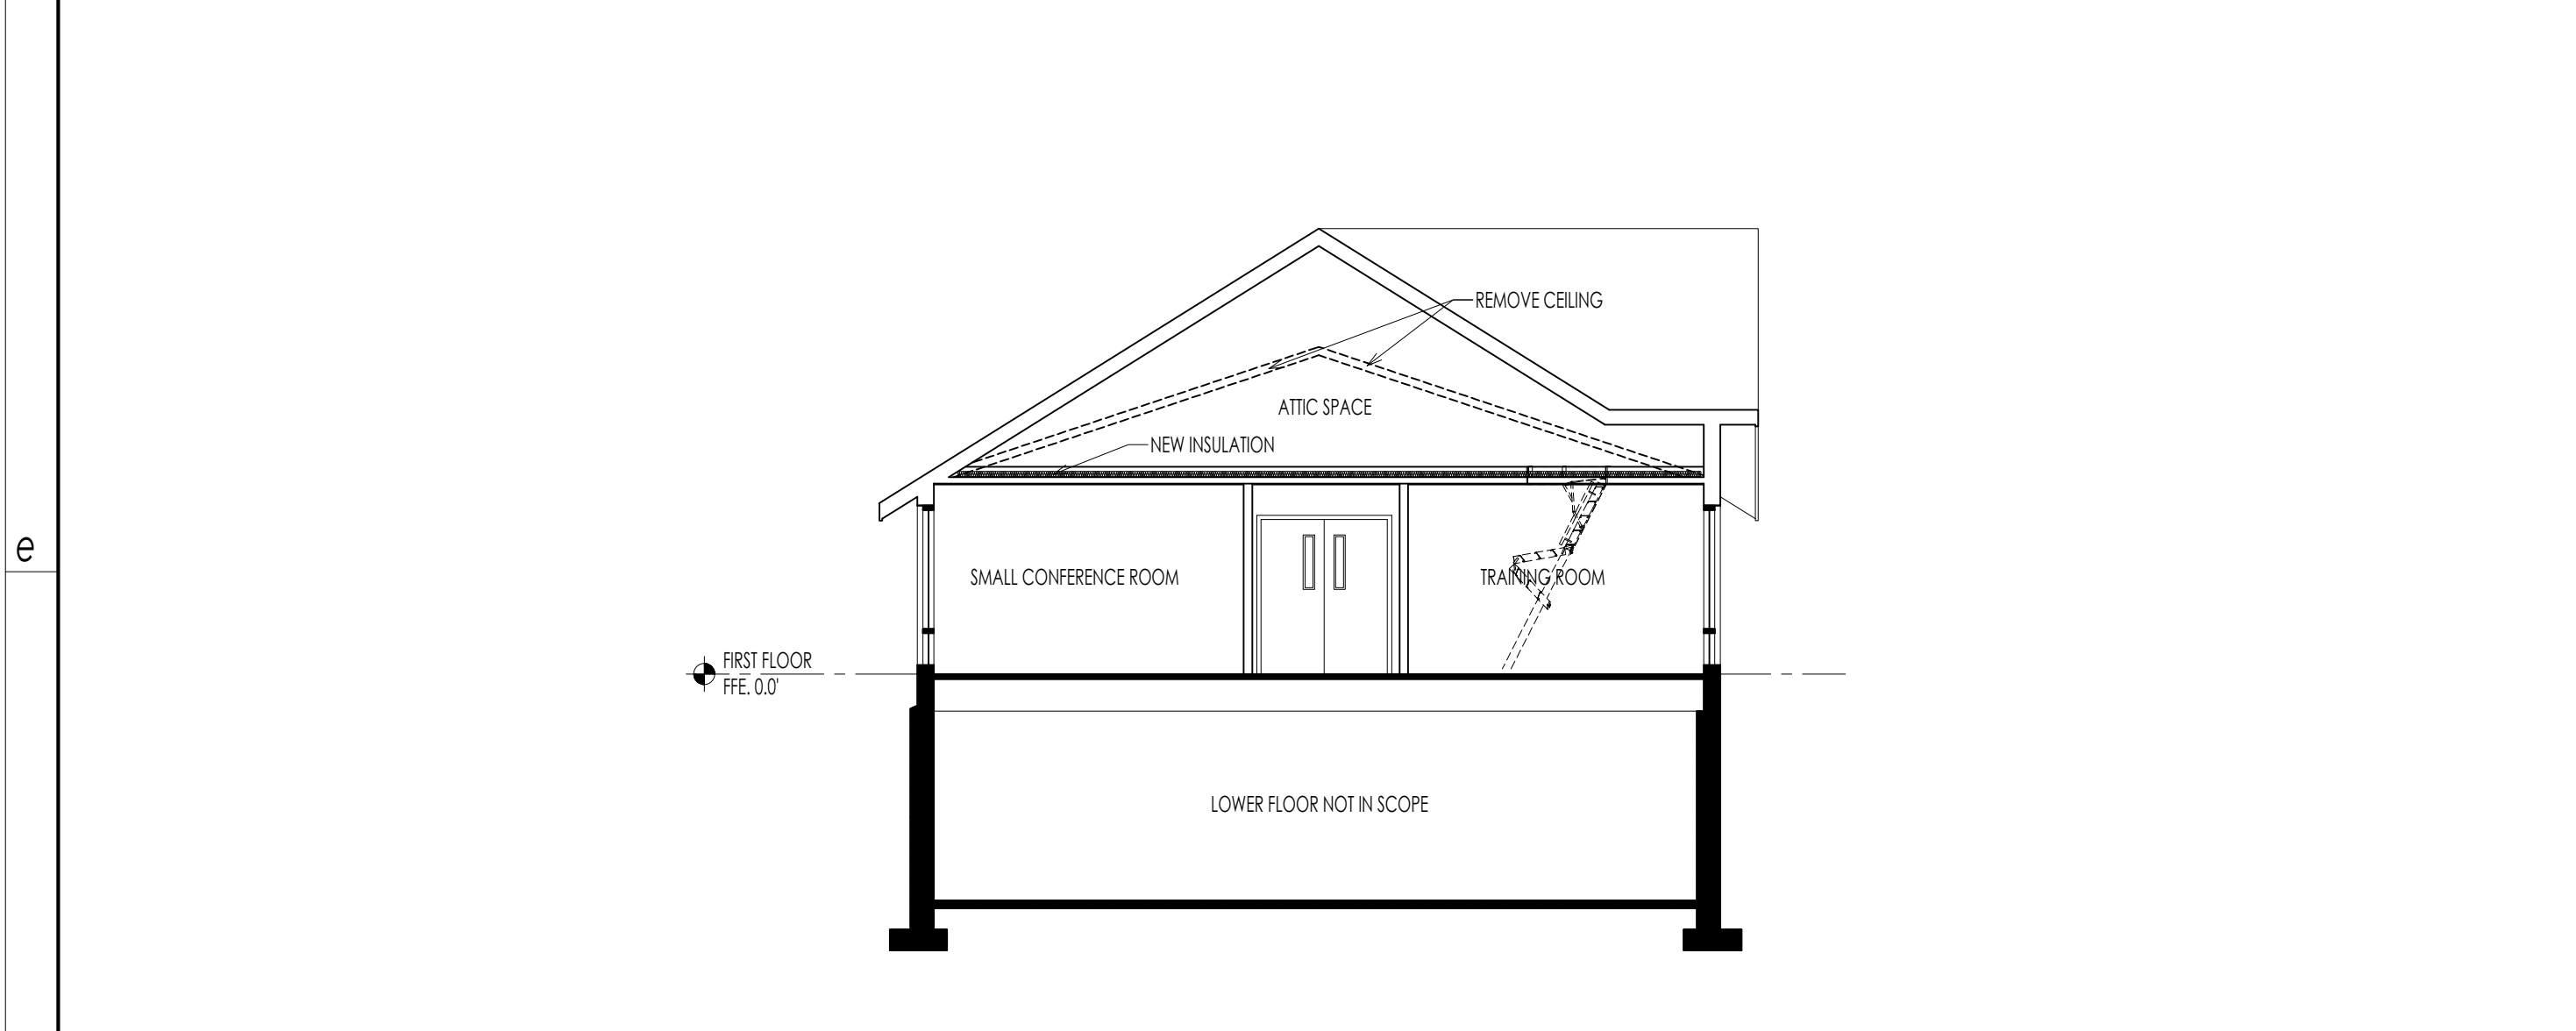 REMOVE CEILING
ATTIC SPACE
NEW INSULATION
e
SMALL CONFERENCE ROOM
TRAINING ROOM
FIRST FLOOR
FFE. 0.0'
LOWER FLOOR NOT IN SCOPE